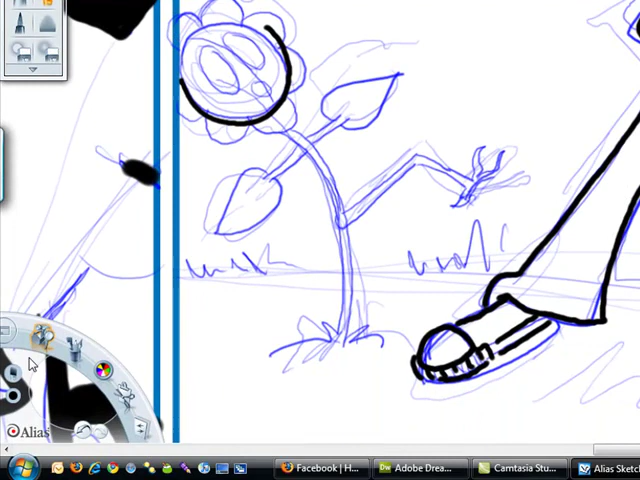 Alias
Facebook | H...
Adobe Drea...
Camtasia Stu...
Alias Sketc